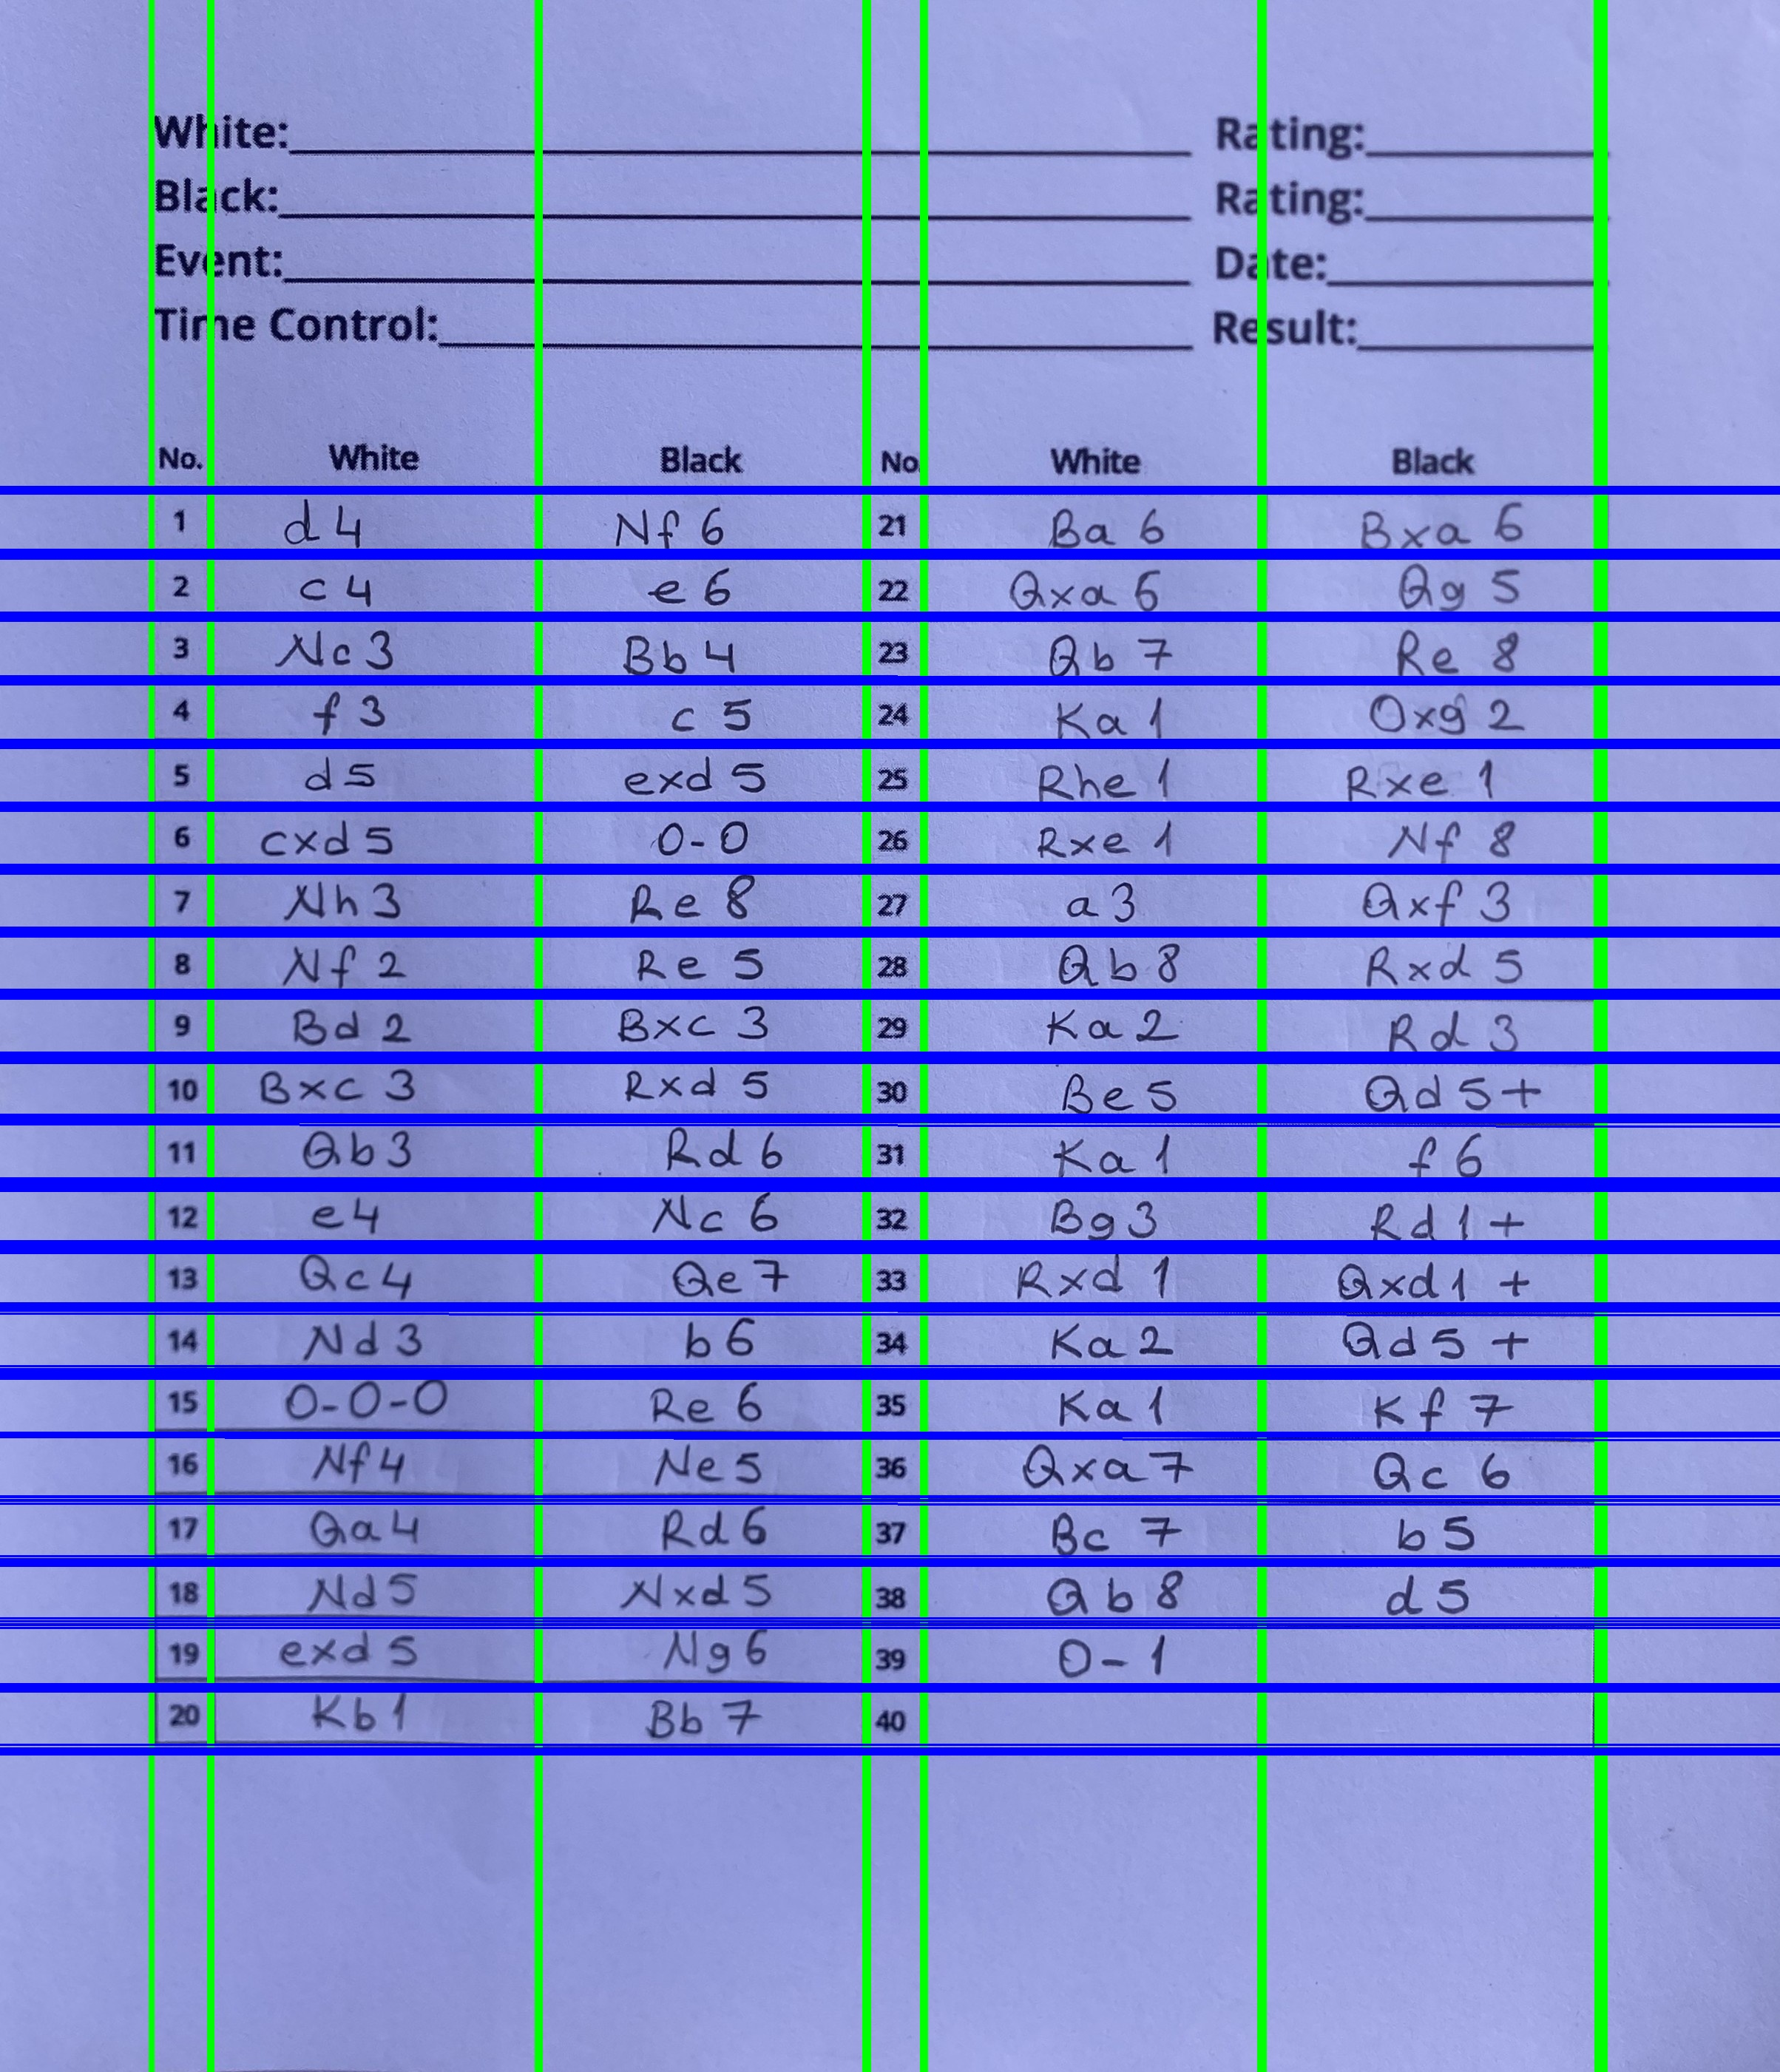 White: Rating:
Black: Rating:
Event: Date:
Time Control: Result:
No. White Black No White Black
1 d4 Nf6 21 Ba6 Bxa6
2 c4 e6 22 Qxa6 Qg5
3 Nc3 Bb4 23 Qb7 Re8
4 f3 c5 24 Ka1 Oxg2
5 d5 exd5 25 Rhe1 Rxe1
6 cxd5 0-0 26 Rxe1 Nf8
7 Nh3 Re8 27 a3 Qxf3
8 Nf2 Re5 28 Qb8 Rxd5
9 Bd2 Bxc3 29 Ka2 Rd3
10 Bxc3 Rxd5 30 Be5 Qd5+
11 Qb3 Rd6 31 Ka1 f6
12 e4 Nc6 32 Bg3 Rd1+
13 Qc4 Qe7 33 Rxd1 Qxd1+
14 Nd3 b6 34 Ka2 Qd5+
15 0-0-0 Re6 35 Ka1 Kf7
16 Nf4 Ne5 36 Qxa7 Qc6
17 Qa4 Rd6 37 Bc7 b5
18 Nd5 Nxd5 38 Qb8 d5
19 exd5 Ng6 39 0-1
20 Kb1 Bb7 40